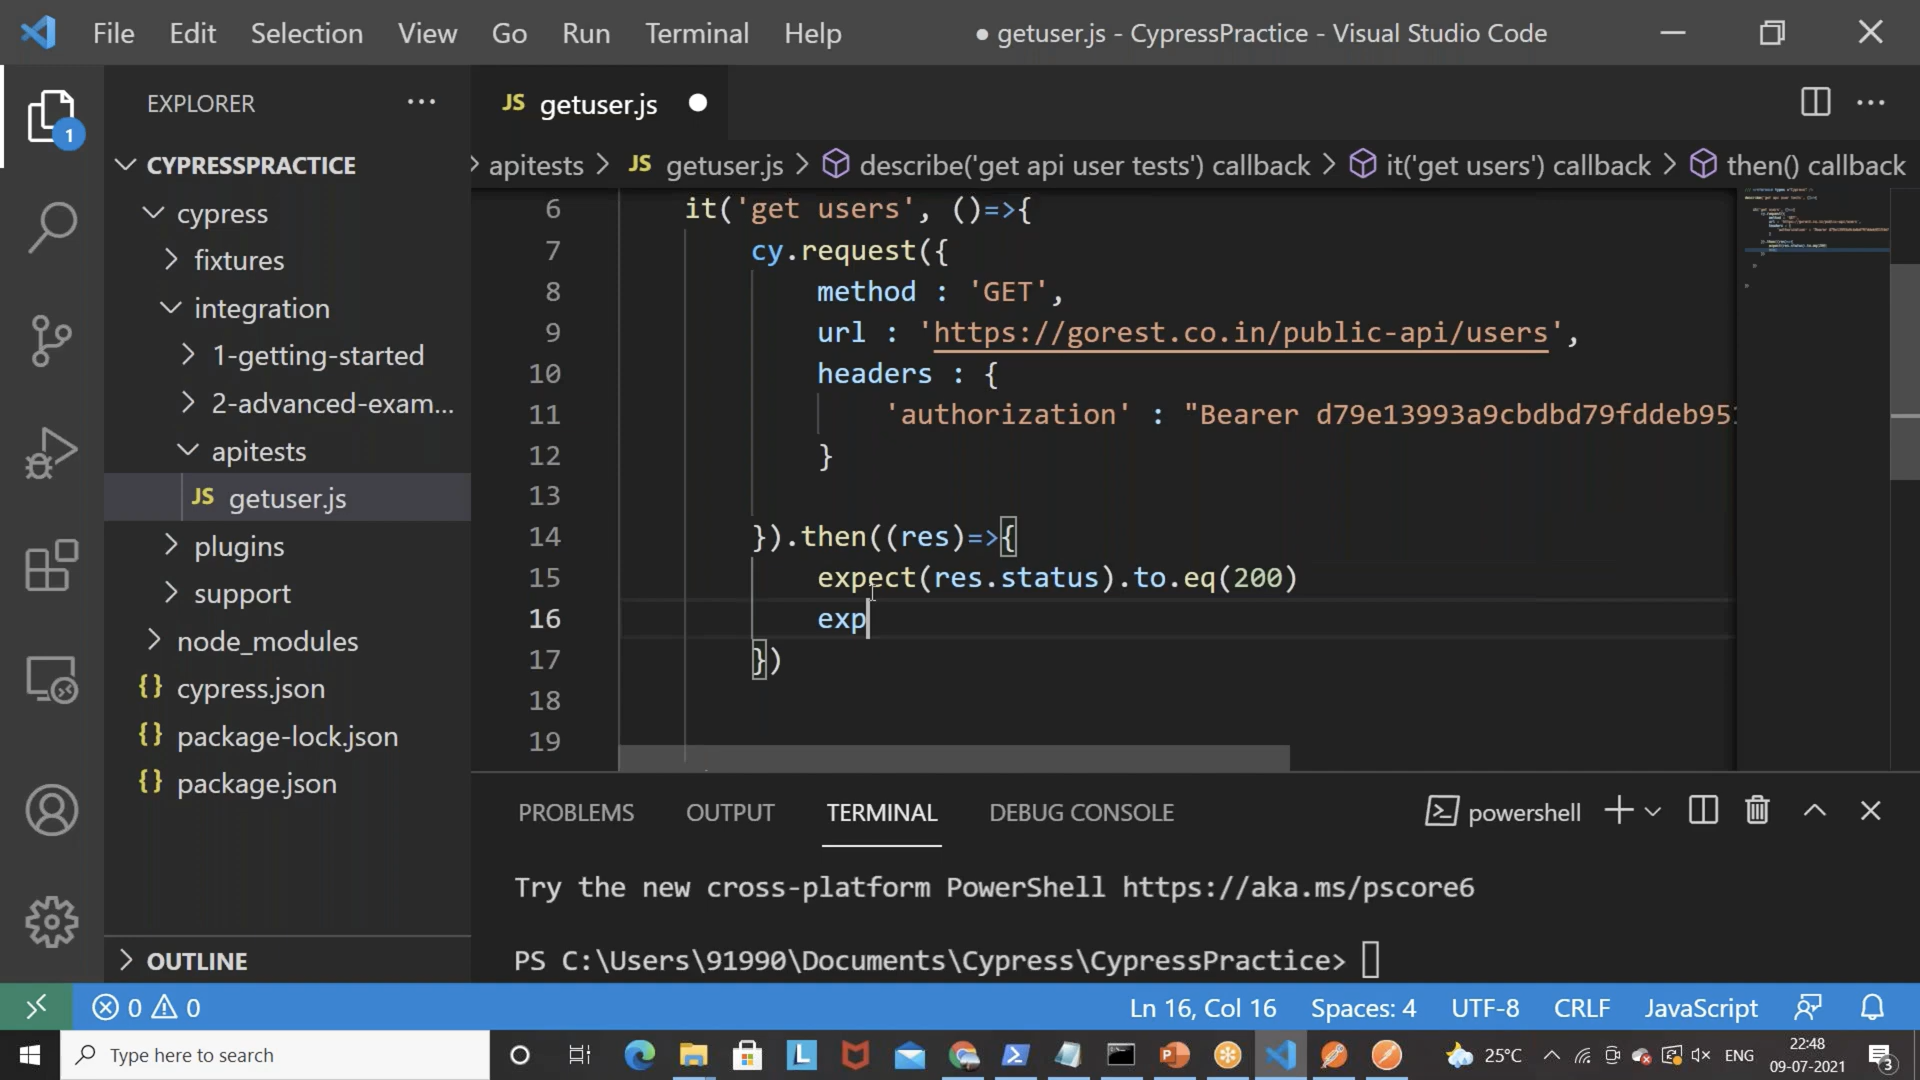 File Edit Selection View Go Run Terminal Help
● getuser.js - CypressPractice - Visual Studio Code
EXPLORER
JS getuser.js
CYPRESSPRACTICE
apitests > JS getuser.js > describe('get api user tests') callback > it('get users') callback > then() callback
cypress
fixtures
integration
1-getting-started
2-advanced-exam...
apitests
JS getuser.js
plugins
support
node_modules
{} cypress.json
{} package-lock.json
{} package.json
OUTLINE
6 it('get users', ()=>{
7 cy.request({
8 method : 'GET',
9 url : 'https://gorest.co.in/public-api/users',
10 headers : {
11 'authorization' : "Bearer d79e13993a9cbdbd79fddeb951
12 }
13
14 }).then((res)=>{
15 expect(res.status).to.eq(200)
16 exp
17 })
18
19
PROBLEMS OUTPUT TERMINAL DEBUG CONSOLE
powershell
Try the new cross-platform PowerShell https://aka.ms/pscore6
PS C:\Users\91990\Documents\Cypress\CypressPractice>
1
0 0
Ln 16, Col 16 Spaces: 4 UTF-8 CRLF JavaScript
Type here to search
25°C
ENG
22:48
09-07-2021
3